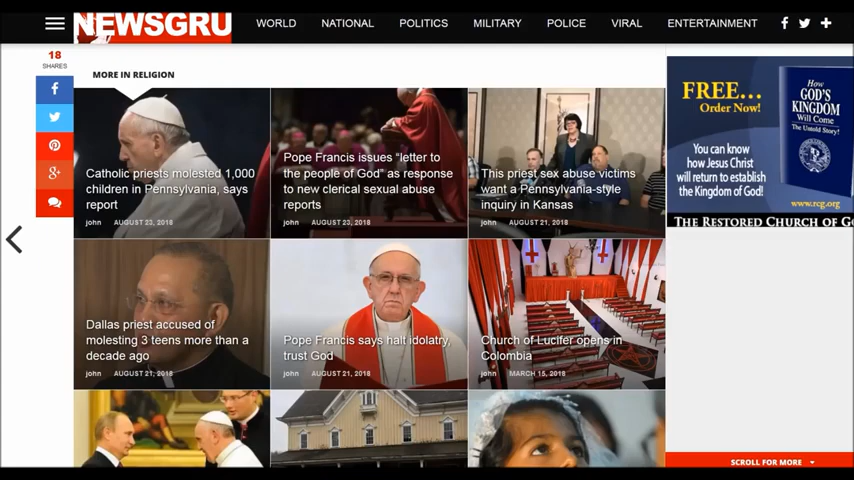 NEWSGRU
WORLD
NATIONAL
POLITICS
MILITARY
POLICE
VIRAL
ENTERTAINMENT
18
SHARES
MORE IN RELIGION
Catholic priests molested 1,000
children in Pennsylvania, says
report
john AUGUST 23, 2018
Pope Francis issues "letter to
the people of God" as response
to new clerical sexual abuse
reports
john AUGUST 23, 2018
This priest sex abuse victims
want a Pennsylvania-style
inquiry in Kansas
john AUGUST 21, 2018
Dallas priest accused of
molesting 3 teens more than a
decade ago
john AUGUST 21, 2018
Pope Francis says halt idolatry,
trust God
john AUGUST 21, 2018
Church of Lucifer opens in
Colombia
john MARCH 15, 2018
FREE...
Order Now!
You can know
how Jesus Christ
will return to establish
the Kingdom of God!
How
GOD'S
KINGDOM
Will Come
The Untold Story!
www.rcg.org
THE RESTORED CHURCH OF G
SCROLL FOR MORE